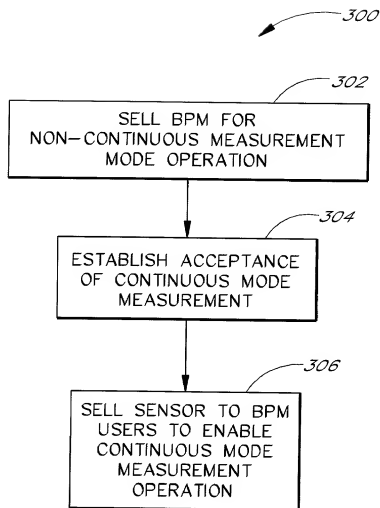 300
302
SELL BPM FOR
NON-CONTINUOUS MEASUREMENT
MODE OPERATION
304
ESTABLISH ACCEPTANCE
OF CONTINUOUS MODE
MEASUREMENT
306
SELL SENSOR TO BPM
USERS TO ENABLE
CONTINUOUS MODE
MEASUREMENT
OPERATION